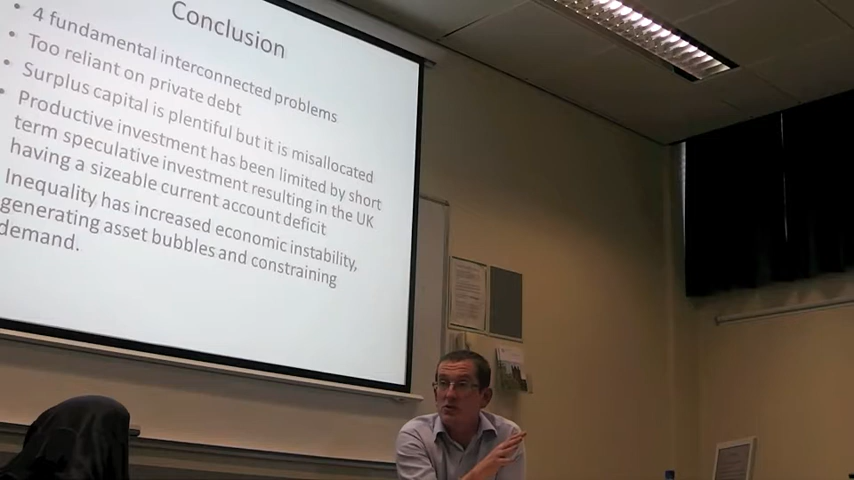 Conclusion
• 4 fundamental interconnected problems
• Too reliant on private debt
• Surplus capital is plentiful but it is misallocated
• Productive investment has been limited by short
term speculative investment resulting in the UK
having a sizeable current account deficit
Inequality has increased economic instability,
generating asset bubbles, and constraining
demand.